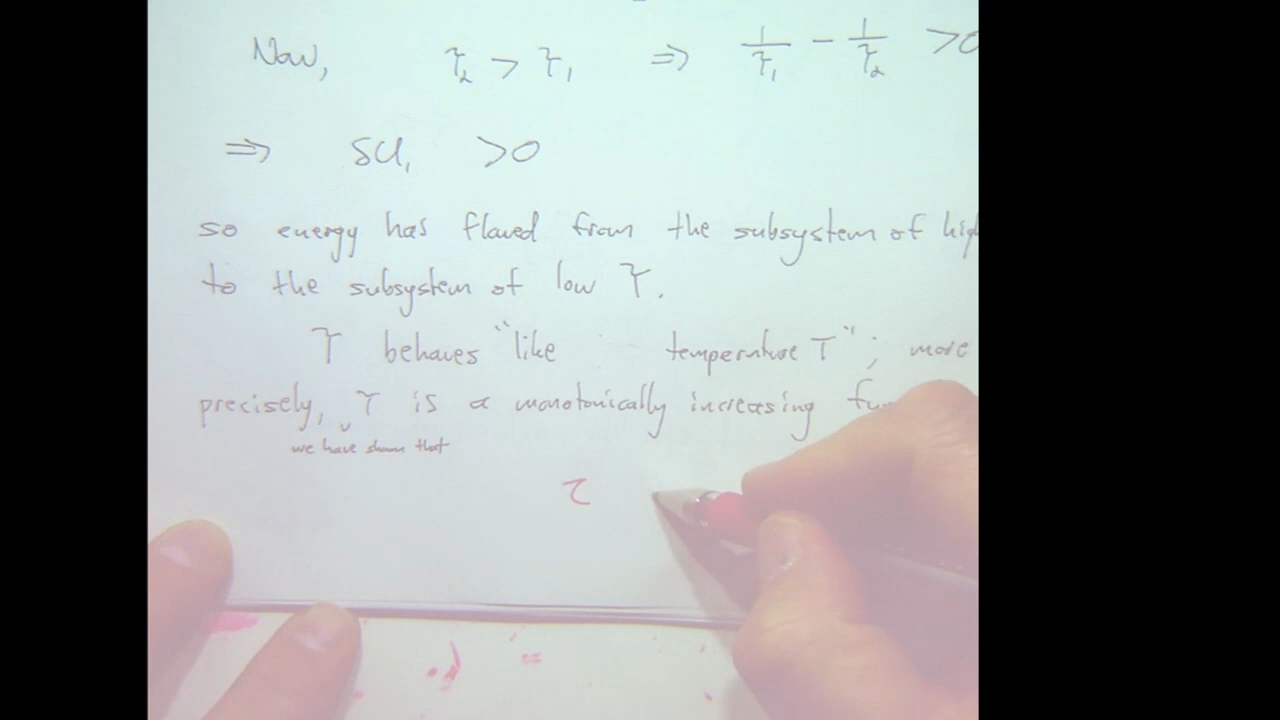 Now, τ₂ > τ₁ ⇒ 1/τ₁ - 1/τ₂ >0
⇒ δU₁ >0
so energy has flowed from the subsystem of
to the subsystem of low τ.
τ behaves "like temperature T"; more
precisely, τ is a monotonically increasing
we have shown that
τ